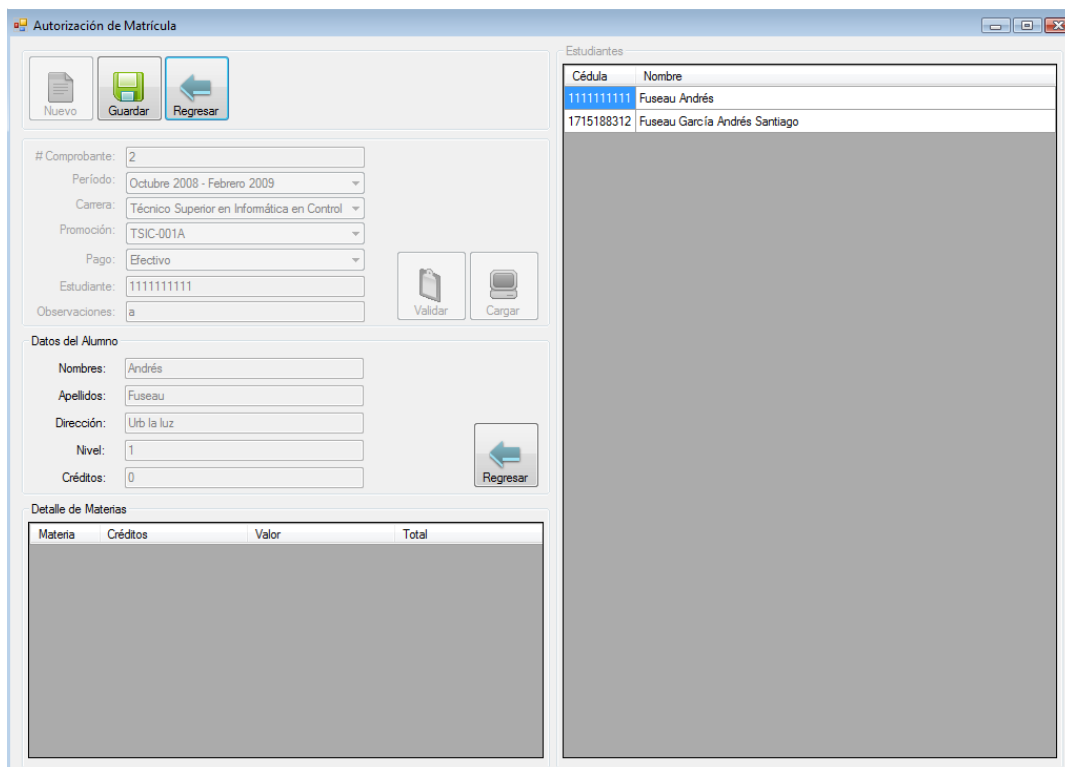 Autorización de Matrícula
Nuevo Guardar Regresar
# Comprobante: 2
Período: Octubre 2008 - Febrero 2009
Carrera: Técnico Superior en Informática en Control
Promoción: TSIC-001A
Pago: Efectivo
Estudiante: 1111111111
Observaciones: a
Validar Cargar
Datos del Alumno
Nombres: Andrés
Apellidos: Fuseau
Dirección: Urb la luz
Nivel: 1
Créditos: 0
Regresar
Detalle de Materias
Materia Créditos Valor Total
Estudiantes
Cédula Nombre
1111111111 Fuseau Andrés
1715188312 Fuseau García Andrés Santiago